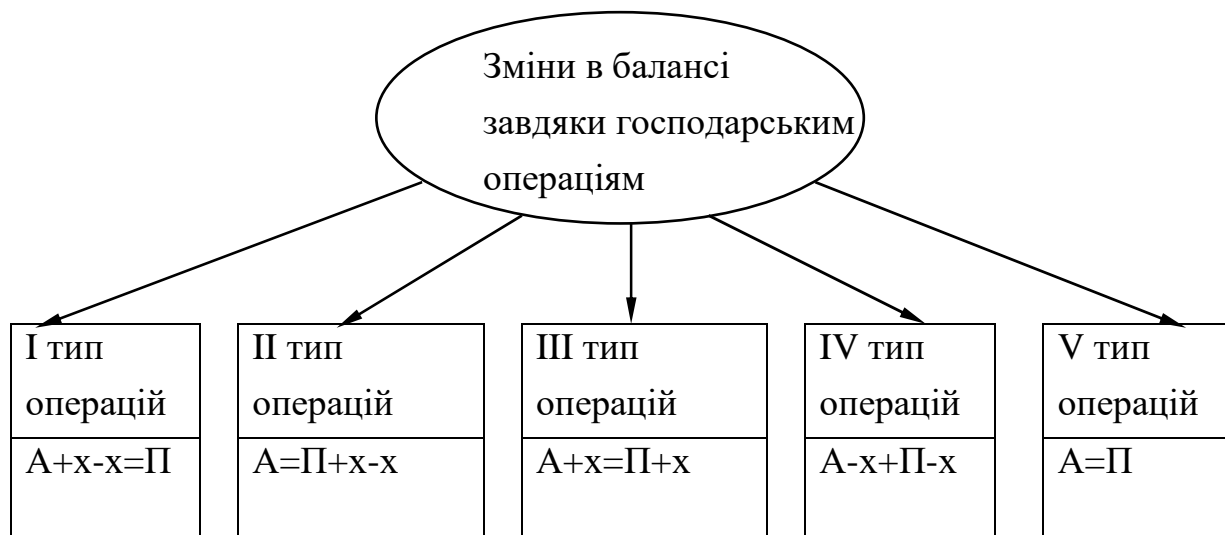 Зміни в балансі
завдяки господарським
операціям
I тип
операцій
A+x-x=П
II тип
операцій
A=П+x-x
III тип
операцій
A+x=П+x
IV тип
операцій
A-x+П-x
V тип
операцій
A=П